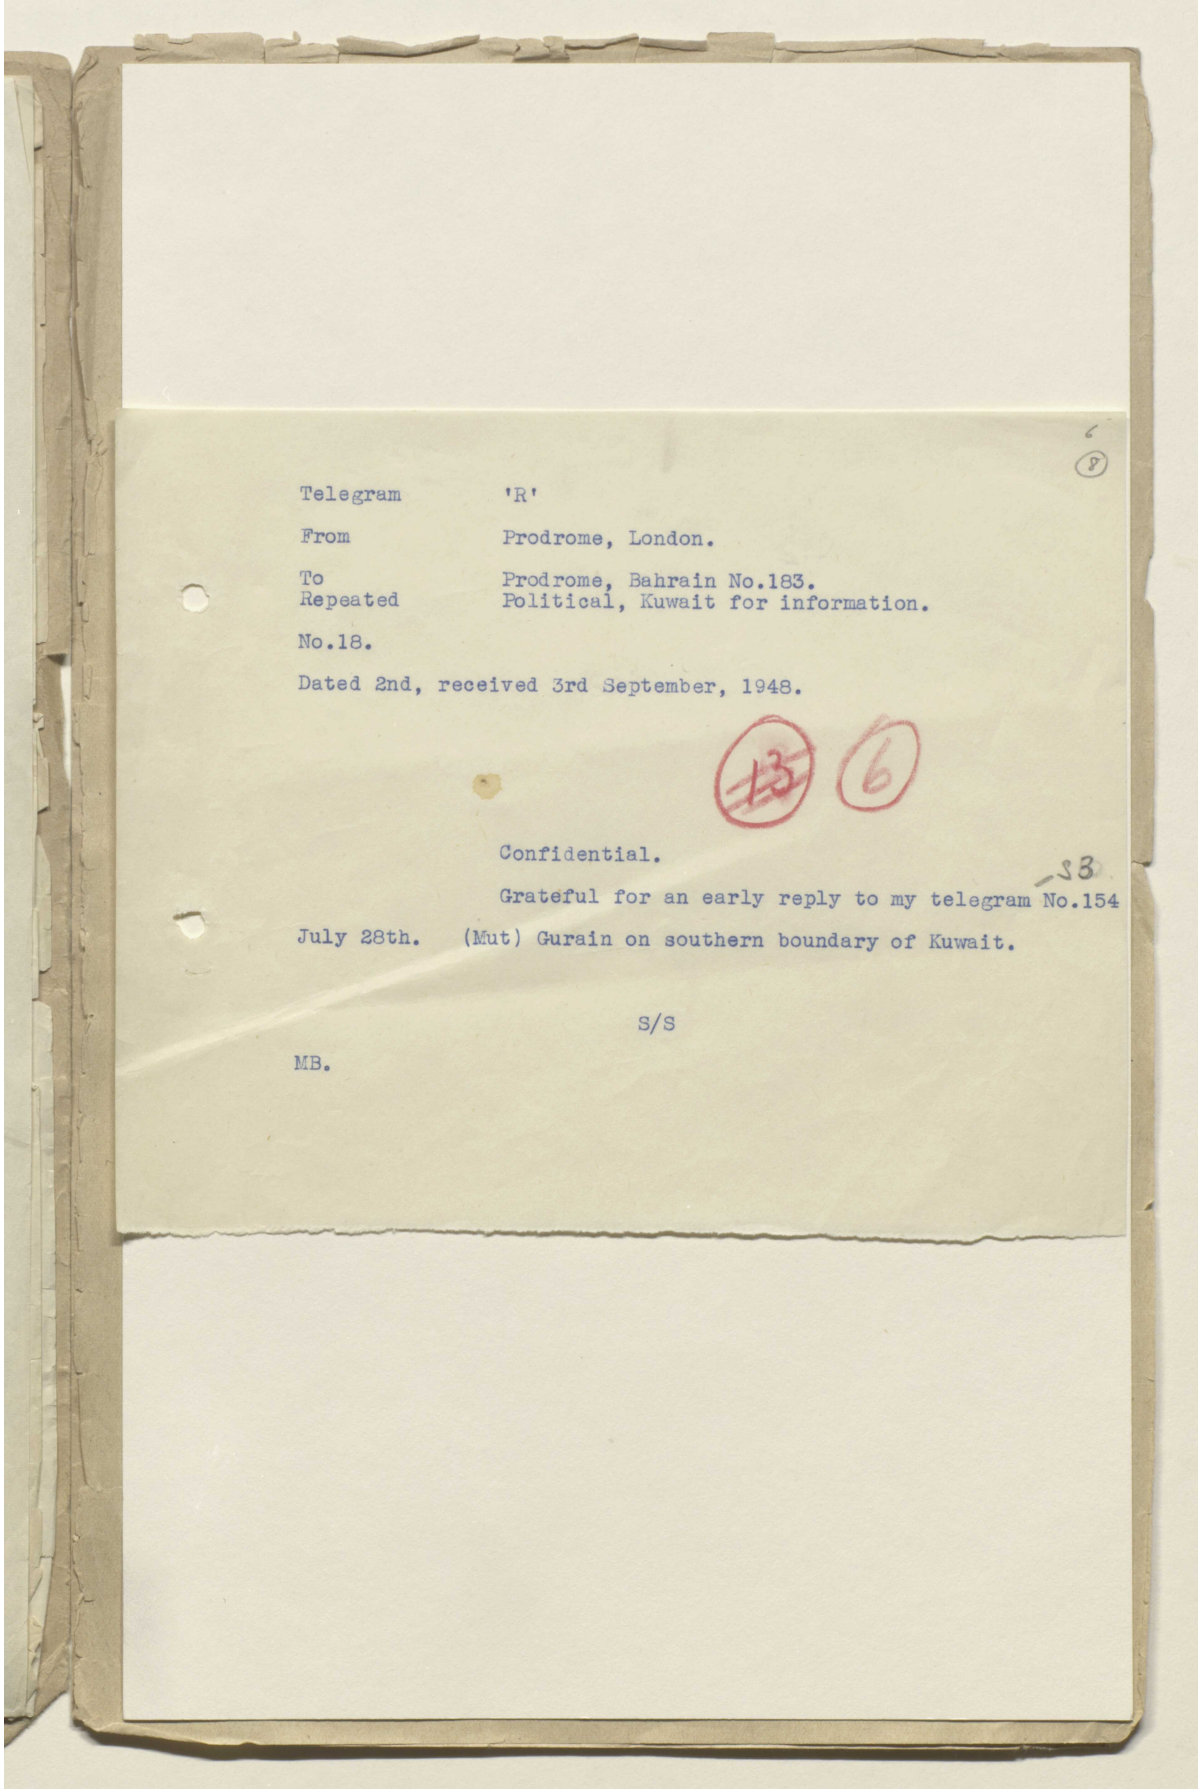 6
8
Telegram 'R'
From Prodrome, London.
To Prodrome, Bahrain No.183.
Repeated Political, Kuwait for information.
No.18.
Dated 2nd, received 3rd September, 1948.
13 6
Confidential.
S3
Grateful for an early reply to my telegram No.154
July 28th. (Mut) Gurain on southern boundary of Kuwait.
S/S
MB.